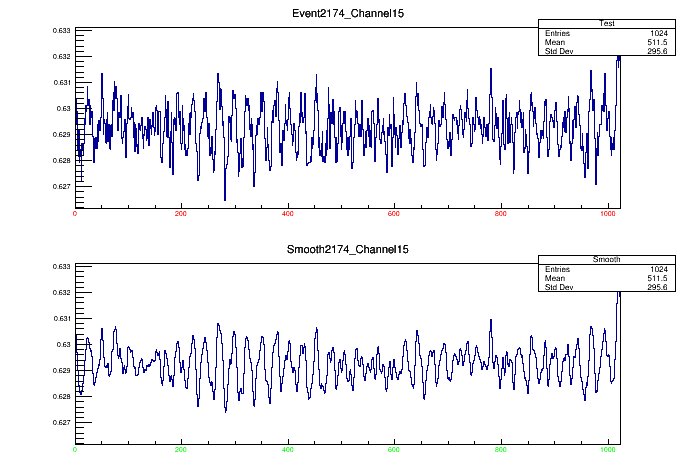 Event2174_Channel15
Test
Entries 1024
Mean 511.5
Std Dev 295.6
0.633
0.632
0.631
0.63
0.629
0.628
0.627
0 200 400 600 800 1000
Smooth2174_Channel15
Smooth
Entries 1024
Mean 511.5
Std Dev 295.6
0.633
0.632
0.631
0.63
0.629
0.628
0.627
0 200 400 600 800 1000